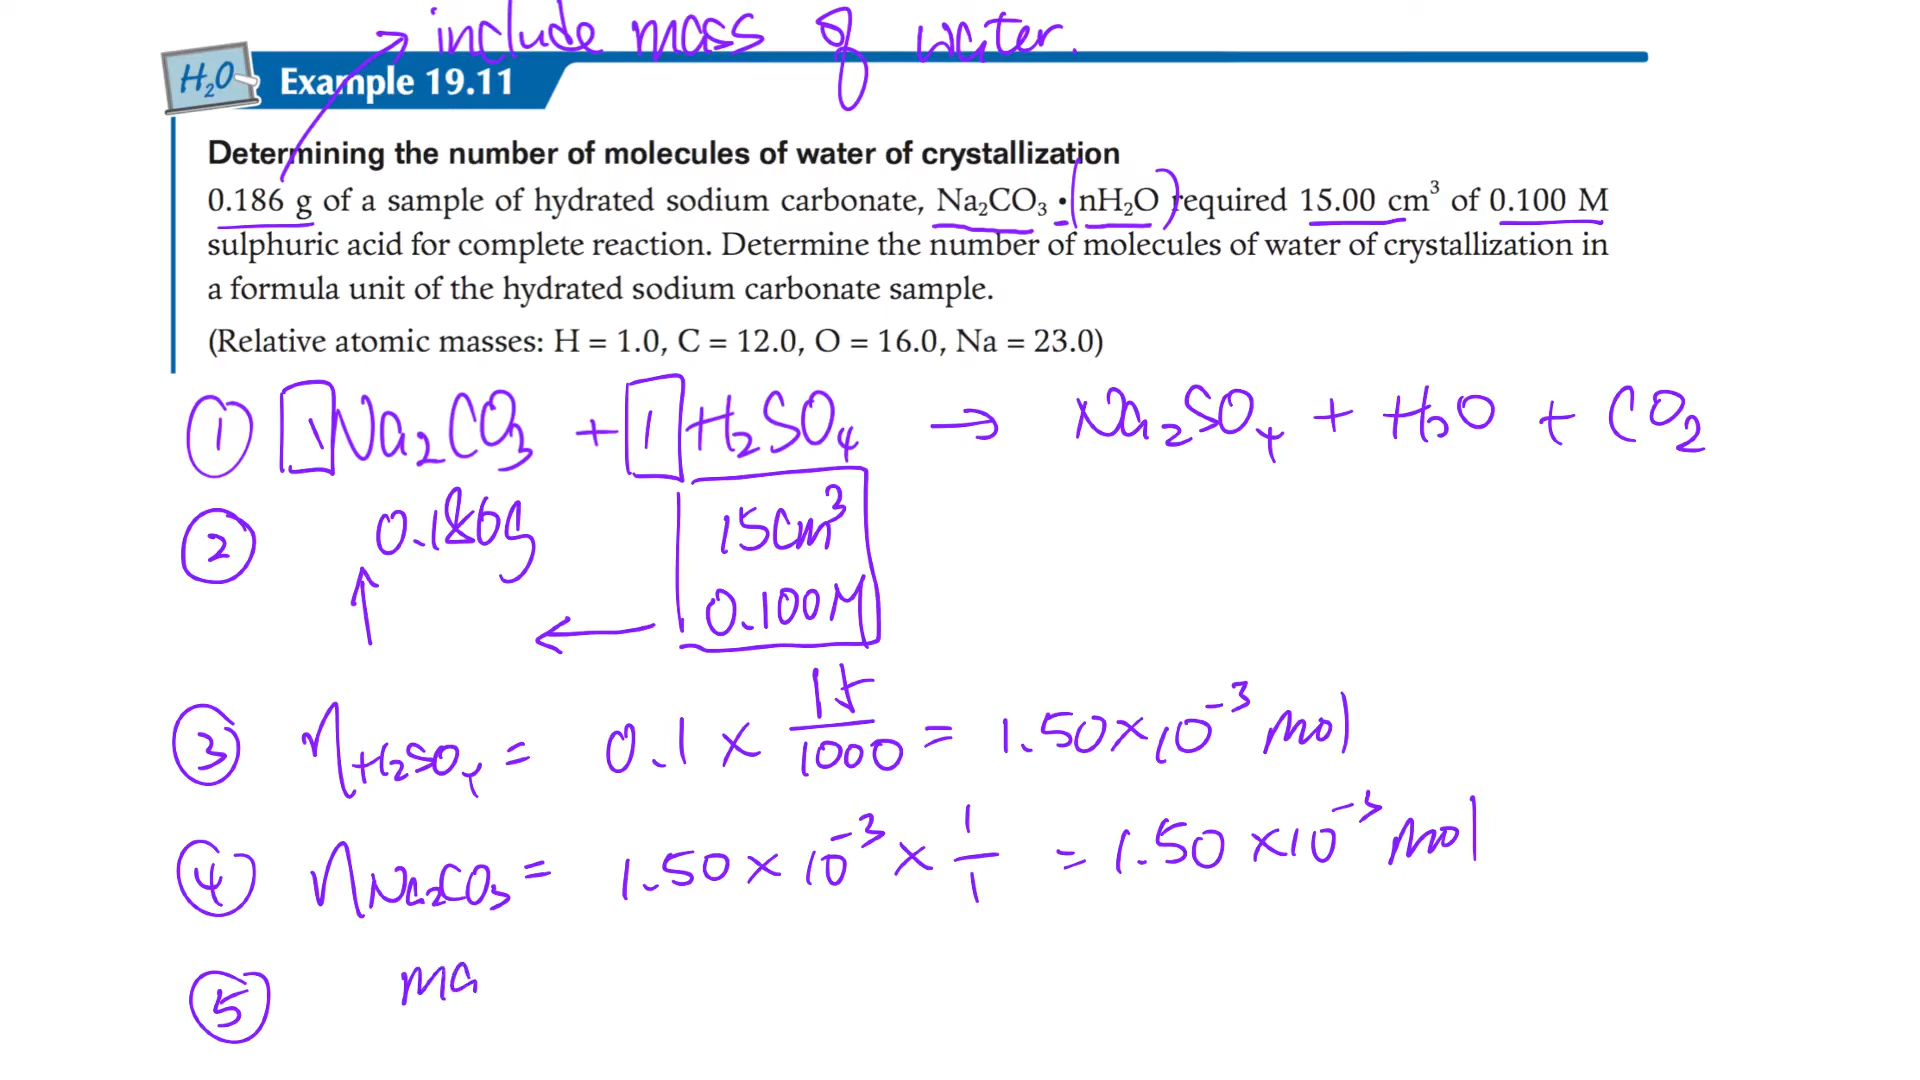 include mass of water.
H₂O Example 19.11
Determining the number of molecules of water of crystallization
0.186 g of a sample of hydrated sodium carbonate, Na₂CO₃ • (nH₂O) required 15.00 cm³ of 0.100 M
sulphuric acid for complete reaction. Determine the number of molecules of water of crystallization in
a formula unit of the hydrated sodium carbonate sample.
(Relative atomic masses: H = 1.0, C = 12.0, O = 16.0, Na = 23.0)
① 1 Na₂CO₃ + 1 H₂SO₄ → Na₂SO₄ + H₂O + CO₂
② 0.186g 15cm³
0.100M
③ n H₂SO₄ = 0.1 × 15/1000 = 1.50×10⁻³ mol
④ n Na₂CO₃ = 1.50 × 10⁻³ × 1/1 = 1.50 ×10⁻³ mol
⑤ ma